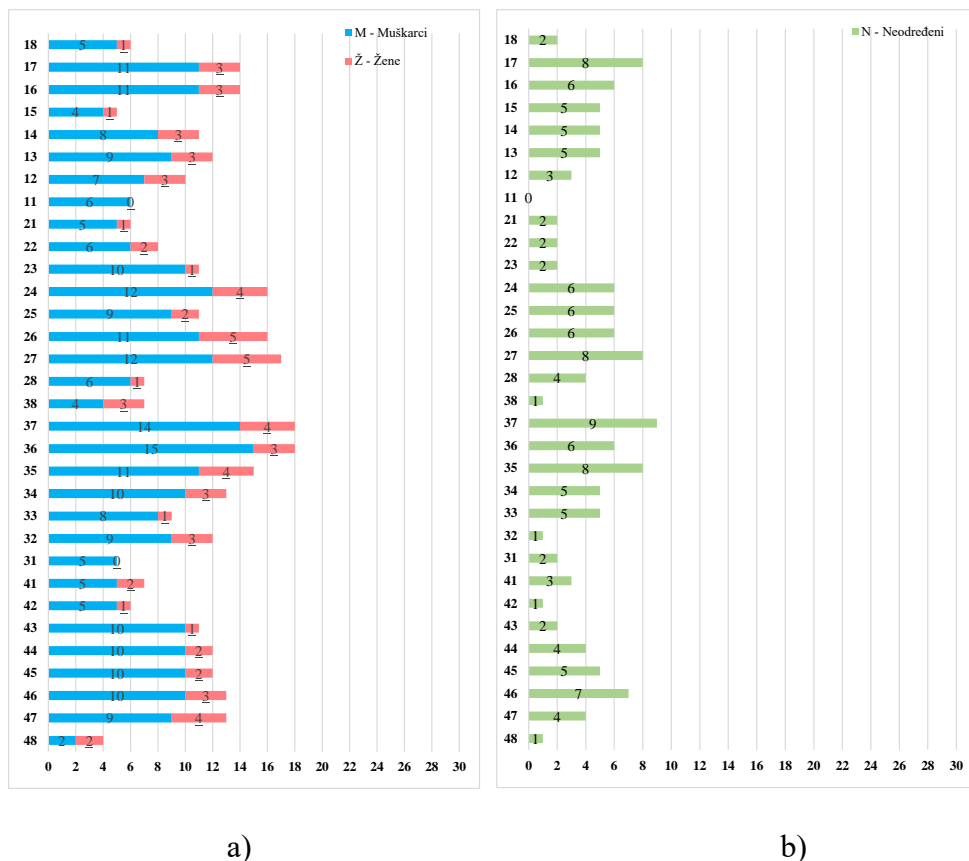 M - Muškarci
Ž - Žene
18 5 1
17 11 3
16 11 3
15 4 1
14 8 3
13 9 3
12 7 3
11 6 0
21 5 1
22 6 2
23 10 1
24 12 4
25 9 2
26 11 5
27 12 5
28 6 1
38 4 3
37 14 4
36 15 3
35 11 4
34 10 3
33 8 1
32 9 3
31 5 0
41 5 2
42 5 1
43 10 1
44 10 2
45 10 2
46 10 3
47 9 4
48 2 2
0 2 4 6 8 10 12 14 16 18 20 22 24 26 28 30
a)
N - Neodređeni
18 2
17 8
16 6
15 5
14 5
13 5
12 3
11 0
21 2
22 2
23 2
24 6
25 6
26 6
27 8
28 4
38 1
37 9
36 6
35 8
34 5
33 5
32 1
31 2
41 3
42 1
43 2
44 4
45 5
46 7
47 4
48 1
0 2 4 6 8 10 12 14 16 18 20 22 24 26 28 30
b)